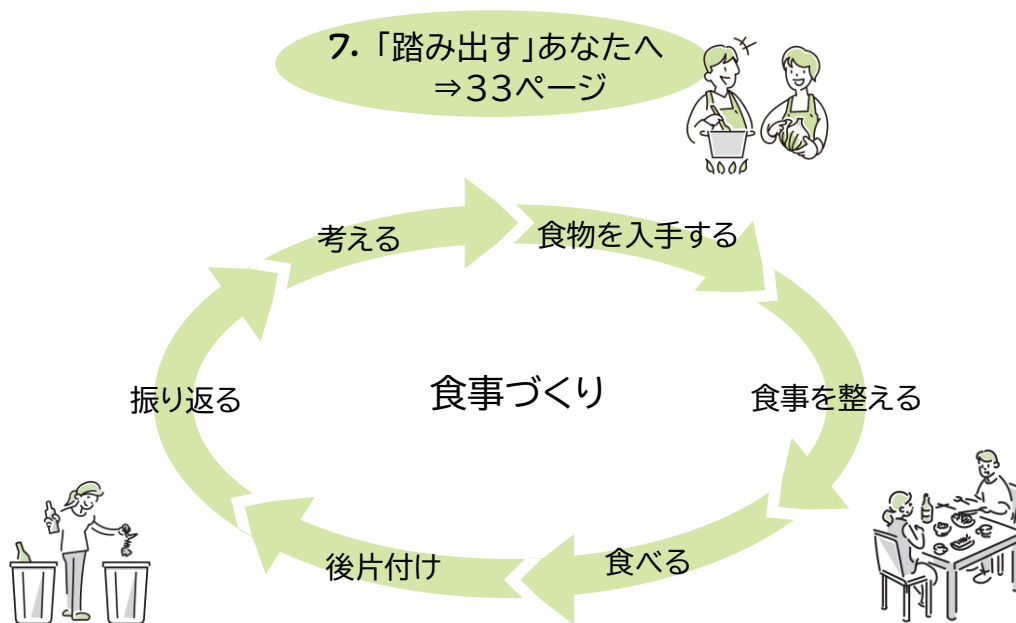 7.「踏み出す」あなたへ
⇒33ページ
考える
食物を入手する
振り返る
食事づくり
食事を整える
後片付け
食べる